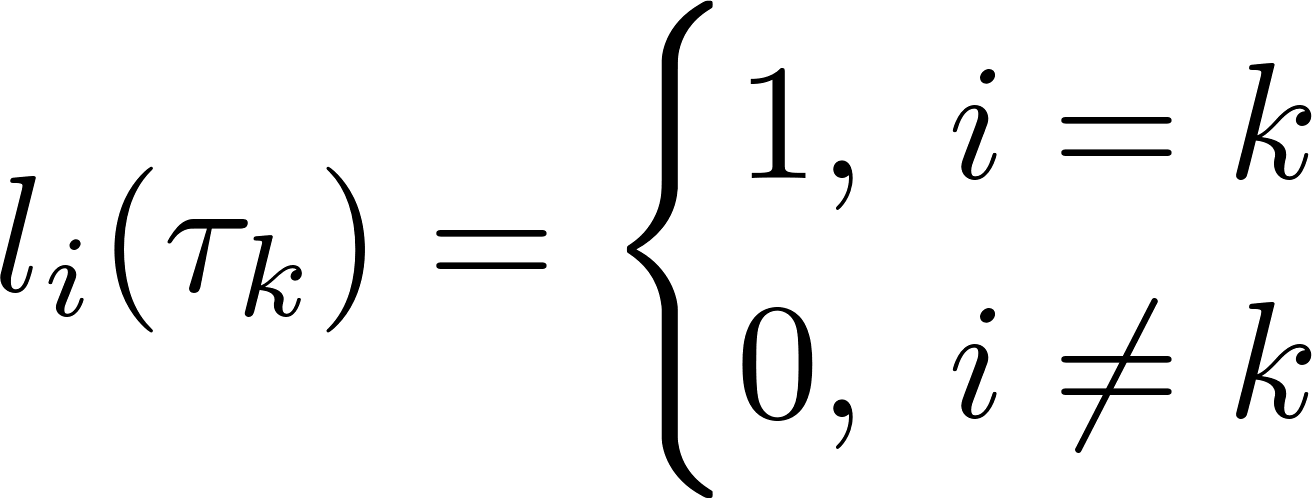 l_i(τ_k) = { 1, i = k
0, i ≠ k